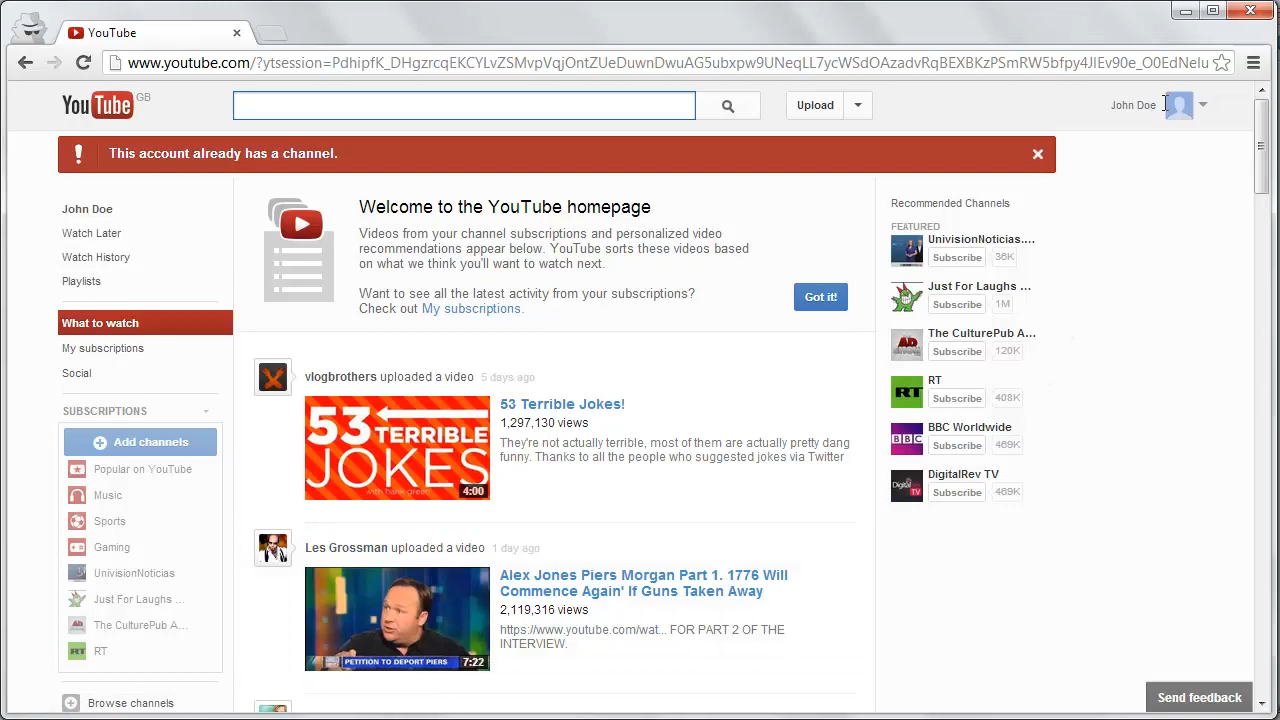 YouTube
www.youtube.com/?ytsession=PdhipfK_DHgzrcqEKCYLvZSMvpVqjOntZUeDuwnDwuAG5ubxpw9UNeqLL7ycWSdOAzadvRqBEXBKzPSmRW5bfpy4JIEv90e_O0EdNelu
YouTube GB
Upload
John Doe
This account already has a channel.
John Doe
Watch Later
Watch History
Playlists
What to watch
My subscriptions
Social
SUBSCRIPTIONS
Add channels
Popular on YouTube
Music
Sports
Gaming
UnivisionNoticias
Just For Laughs ...
The CulturePub A...
RT
Browse channels
Welcome to the YouTube homepage
Videos from your channel subscriptions and personalized video
recommendations appear below. YouTube sorts these videos based
on what we think you'll want to watch next.
Want to see all the latest activity from your subscriptions?
Check out My subscriptions.
Got it!
vlogbrothers uploaded a video 5 days ago
53 TERRIBLE
JOKES
with hank green
4:00
53 Terrible Jokes!
1,297,130 views
They're not actually terrible, most of them are actually pretty dang
funny. Thanks to all the people who suggested jokes via Twitter
Les Grossman uploaded a video 1 day ago
PETITION TO DEPORT PIERS
7:22
Alex Jones Piers Morgan Part 1. 1776 Will
Commence Again' If Guns Taken Away
2,119,316 views
https://www.youtube.com/wat... FOR PART 2 OF THE
INTERVIEW.
Recommended Channels
FEATURED
UnivisionNoticias....
Subscribe 36K
Just For Laughs ...
Subscribe 1M
The CulturePub A...
Subscribe 120K
RT
Subscribe 408K
BBC Worldwide
Subscribe 469K
DigitalRev TV
Subscribe 469K
Send feedback